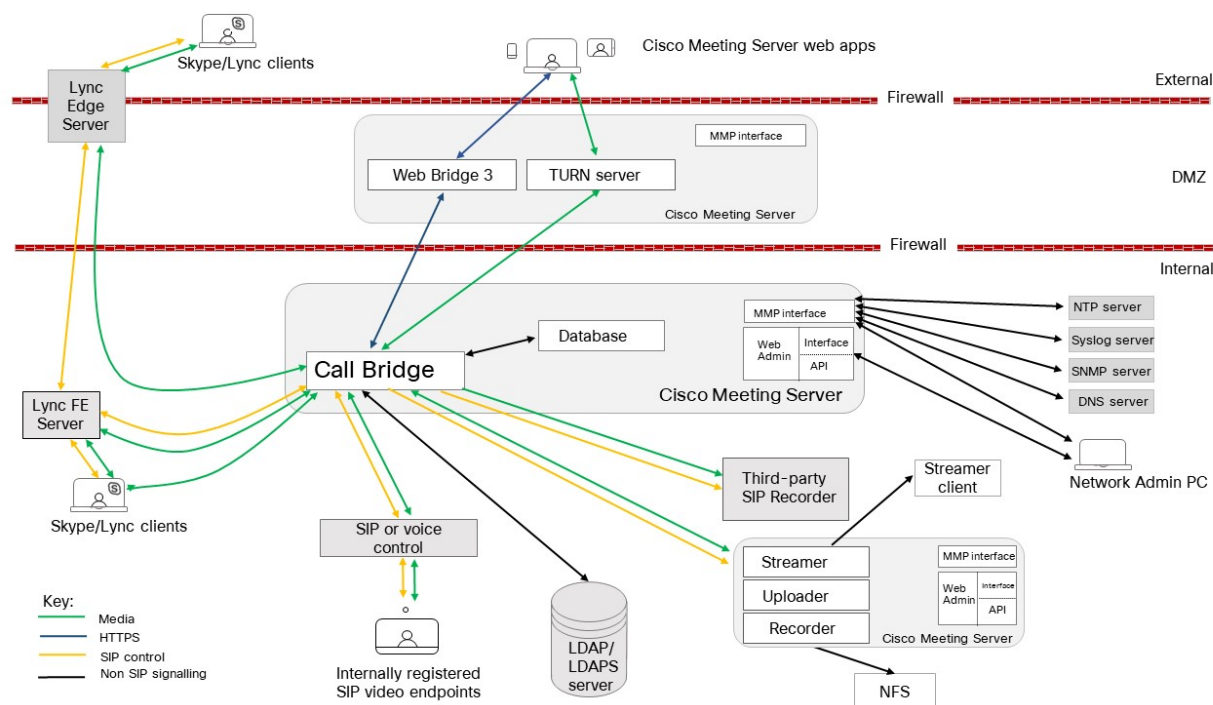 Skype/Lync clients
Cisco Meeting Server web apps
External
Lync
Edge
Server
Firewall
MMP interface
Web Bridge 3
TURN server
DMZ
Cisco Meeting Server
Firewall
Internal
MMP interface
Database
Web
Admin
Interface
API
Call Bridge
Cisco Meeting Server
NTP server
Syslog server
SNMP server
DNS server
Lync FE
Server
Network Admin PC
Third-party
SIP Recorder
Streamer
client
Skype/Lync clients
SIP or voice
control
Streamer
Uploader
Recorder
MMP interface
Web
Admin
Interface
API
Cisco Meeting Server
Key:
Media
HTTPS
SIP control
Non SIP signalling
Internally registered
SIP video endpoints
LDAP/
LDAPS
server
NFS